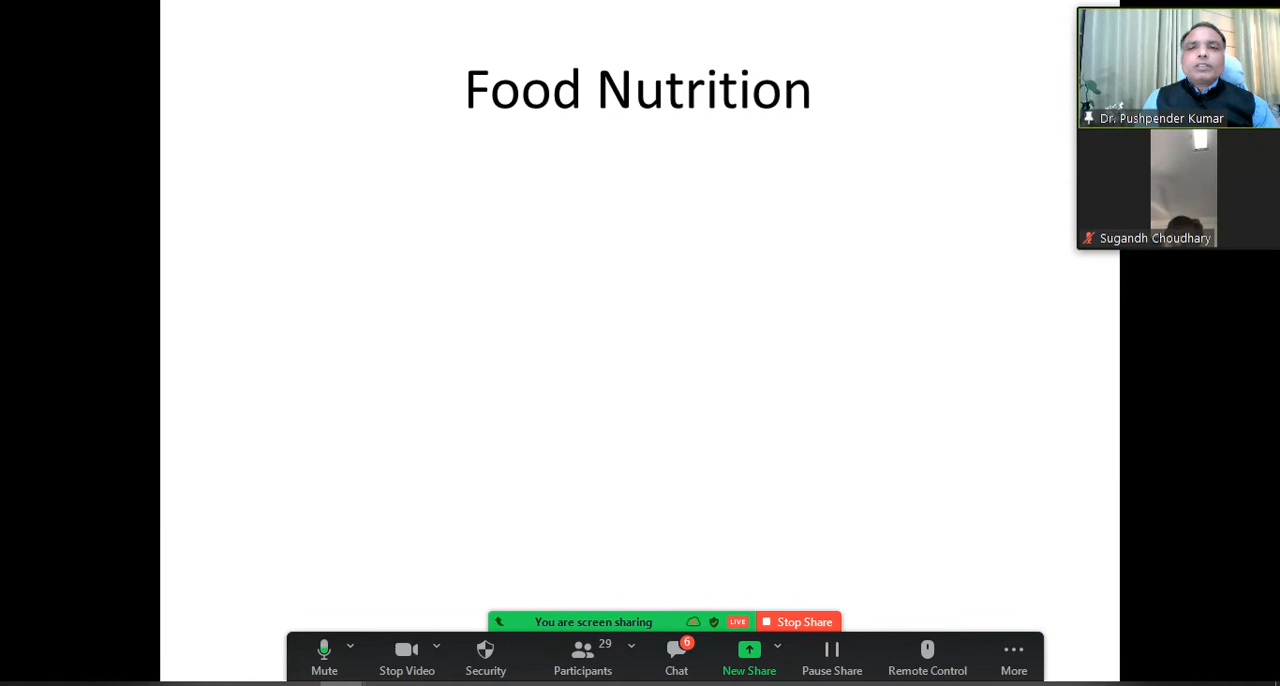 Food Nutrition
Dr. Pushpender Kumar
Sugandh Choudhary
You are screen sharing
LIVE
Stop Share
29
6
Mute
Stop Video
Security
Participants
Chat
New Share
Pause Share
Remote Control
More